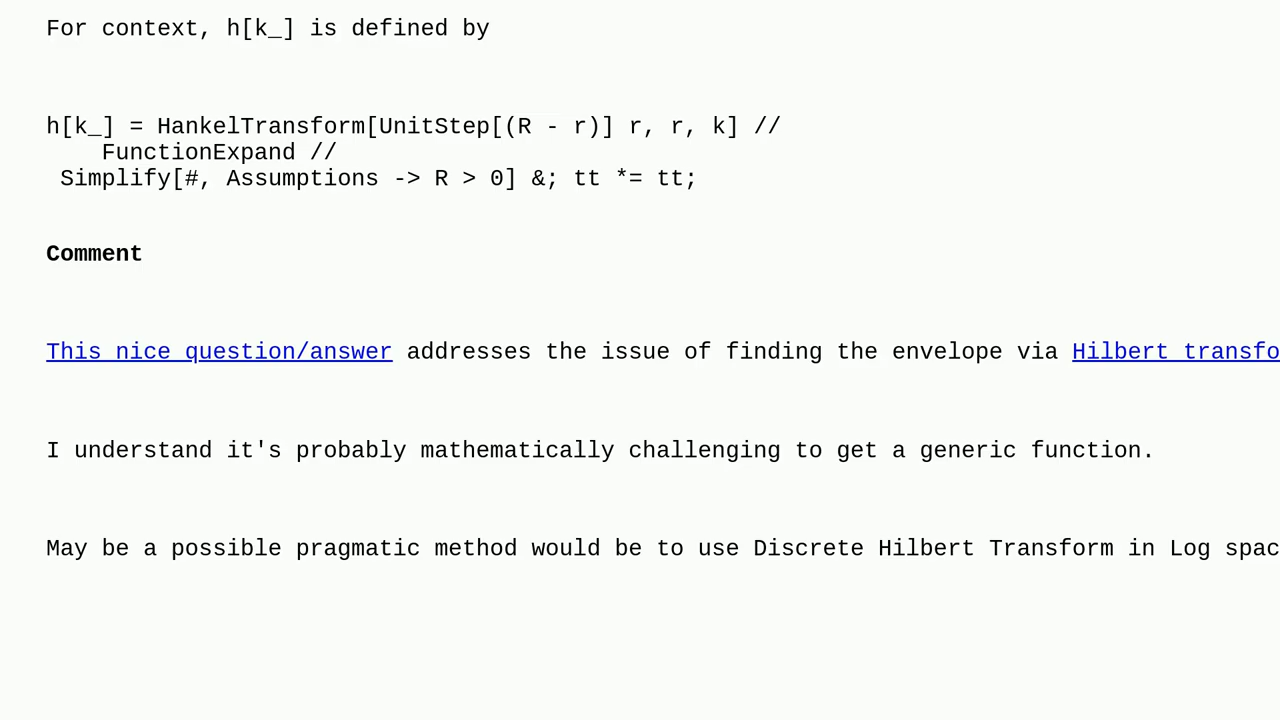 For context, h[k_] is defined by
h[k_] = HankelTransform[UnitStep[(R - r)] r, r, k] //
FunctionExpand //
Simplify[#, Assumptions -> R > 0] &; tt *= tt;
Comment
This nice question/answer addresses the issue of finding the envelope via Hilbert transfo
I understand it's probably mathematically challenging to get a generic function.
May be a possible pragmatic method would be to use Discrete Hilbert Transform in Log spac